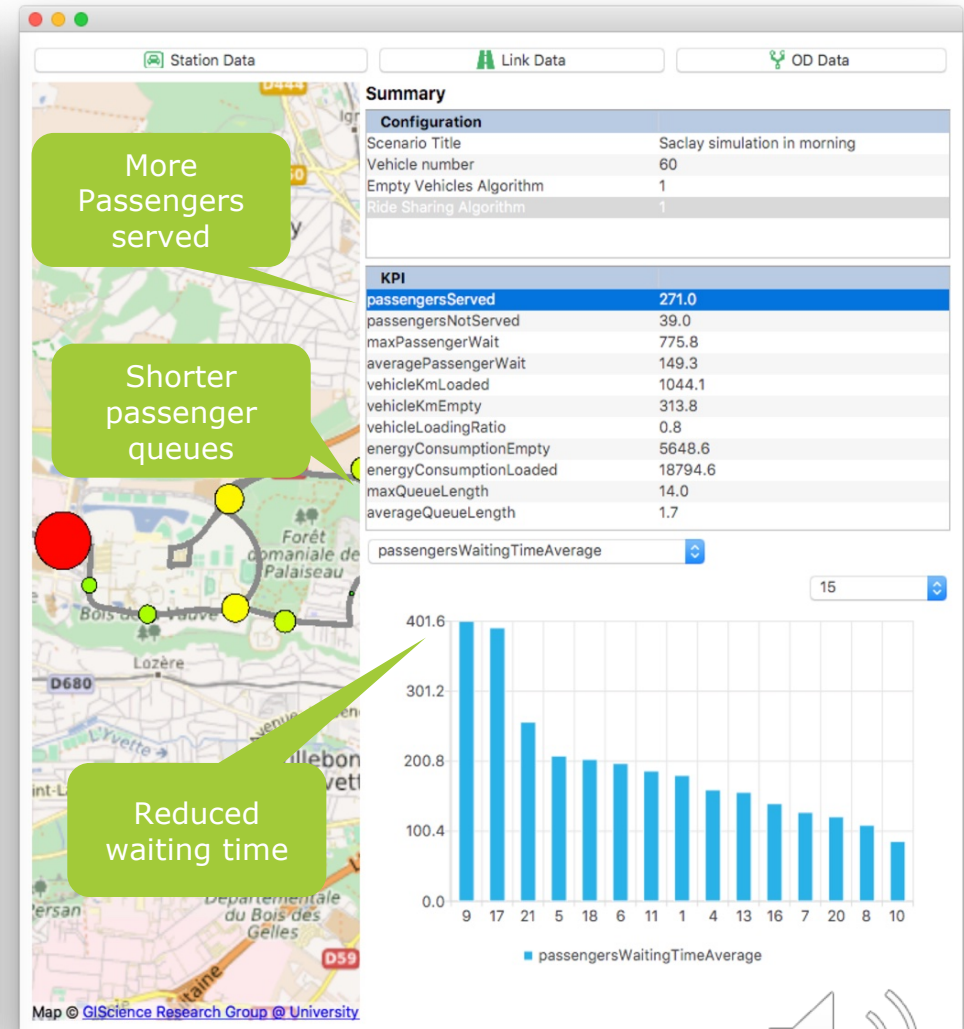 Station Data
Link Data
OD Data
D444
Summary
Configuration
Scenario Title Saclay simulation in morning
Vehicle number 60
Empty Vehicles Algorithm 1
Ride Sharing Algorithm 1
More
Passengers
served
KPI
passengersServed 271.0
passengersNotServed 39.0
maxPassengerWait 775.8
averagePassengerWait 149.3
vehicleKmLoaded 1044.1
vehicleKmEmpty 313.8
vehicleLoadingRatio 0.8
energyConsumptionEmpty 5648.6
energyConsumptionLoaded 18794.6
maxQueueLength 14.0
averageQueueLength 1.7
Shorter
passenger
queues
Forêt
omaniale de
Palaiseau
Lozère
D680
L'Yvette
passengersWaitingTimeAverage
15
401.6
301.2
200.8
100.4
0.0
9 17 21 5 18 6 11 1 4 13 16 7 20 8 10
passengersWaitingTimeAverage
Reduced
waiting time
Départementale
du Bois des
Gelles
D59
Map © GIScience Research Group @ University